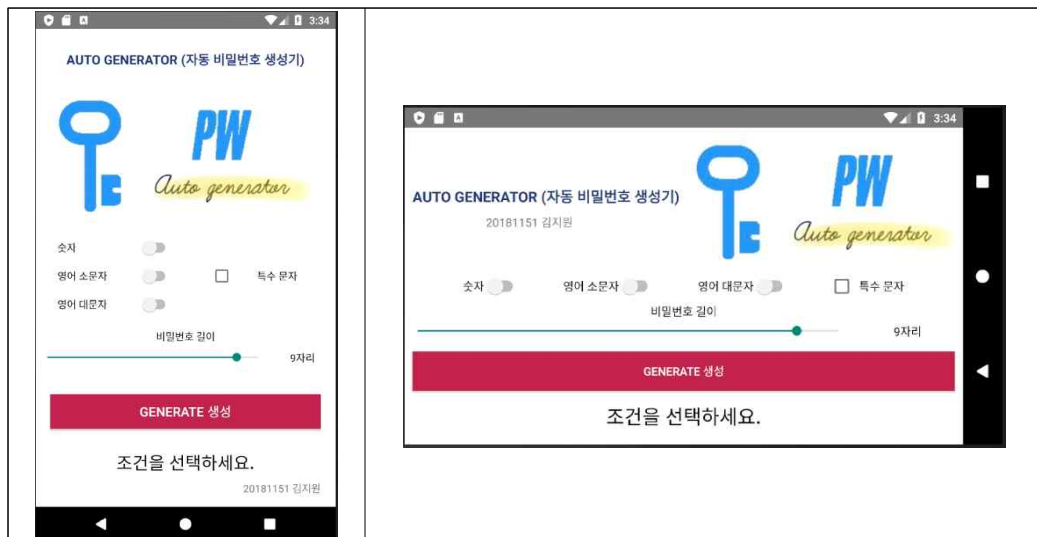 3:34
AUTO GENERATOR (자동 비밀번호 생성기)
PW
Auto generator
숫자
영어 소문자
특수 문자
영어 대문자
비밀번호 길이
9자리
GENERATE 생성
조건을 선택하세요.
20181151 김지원
3:34
AUTO GENERATOR (자동 비밀번호 생성기)
20181151 김지원
PW
Auto generator
숫자 영어 소문자 영어 대문자 특수 문자
비밀번호 길이
9자리
GENERATE 생성
조건을 선택하세요.